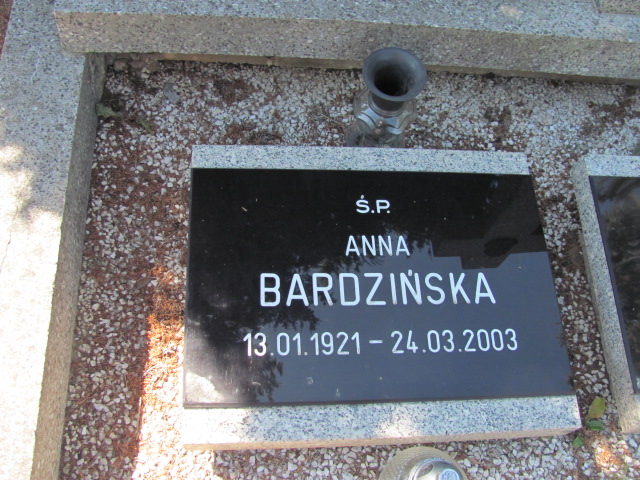 Ś.P.
ANNA
BARDZIŃSKA
13.01.1921 – 24.03.2003